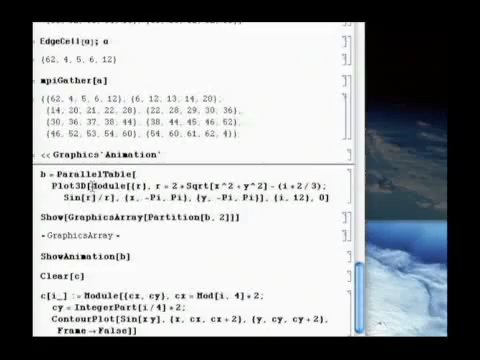 EdgeCell[a]; a
{62, 4, 5, 6, 12}
mpiGather[a]
{{62, 4, 5, 6, 12}, {6, 12, 13, 14, 20},
{14, 20, 21, 22, 28}, {22, 28, 29, 30, 36},
{30, 36, 37, 38, 44}, {38, 44, 45, 46, 52},
{46, 52, 53, 54, 60}, {54, 60, 61, 62, 4}}
<< Graphics`Animation`
b = ParallelTable[
Plot3D[Module[{r}, r = 2 + Sqrt[x^2 + y^2] - (i + 2 / 3);
Sin[r] / r], {x, -Pi, Pi}, {y, -Pi, Pi}], {i, 12}, 0]
Show[GraphicsArray[Partition[b, 2]]]
- GraphicsArray -
ShowAnimation[b]
Clear[c]
c[i_] := Module[{cx, cy}, cx = Mod[i, 4] * 2;
cy = IntegerPart[i / 4] * 2;
ContourPlot[Sin[x y], {x, cx, cx + 2}, {y, cy, cy + 2},
Frame → False]]